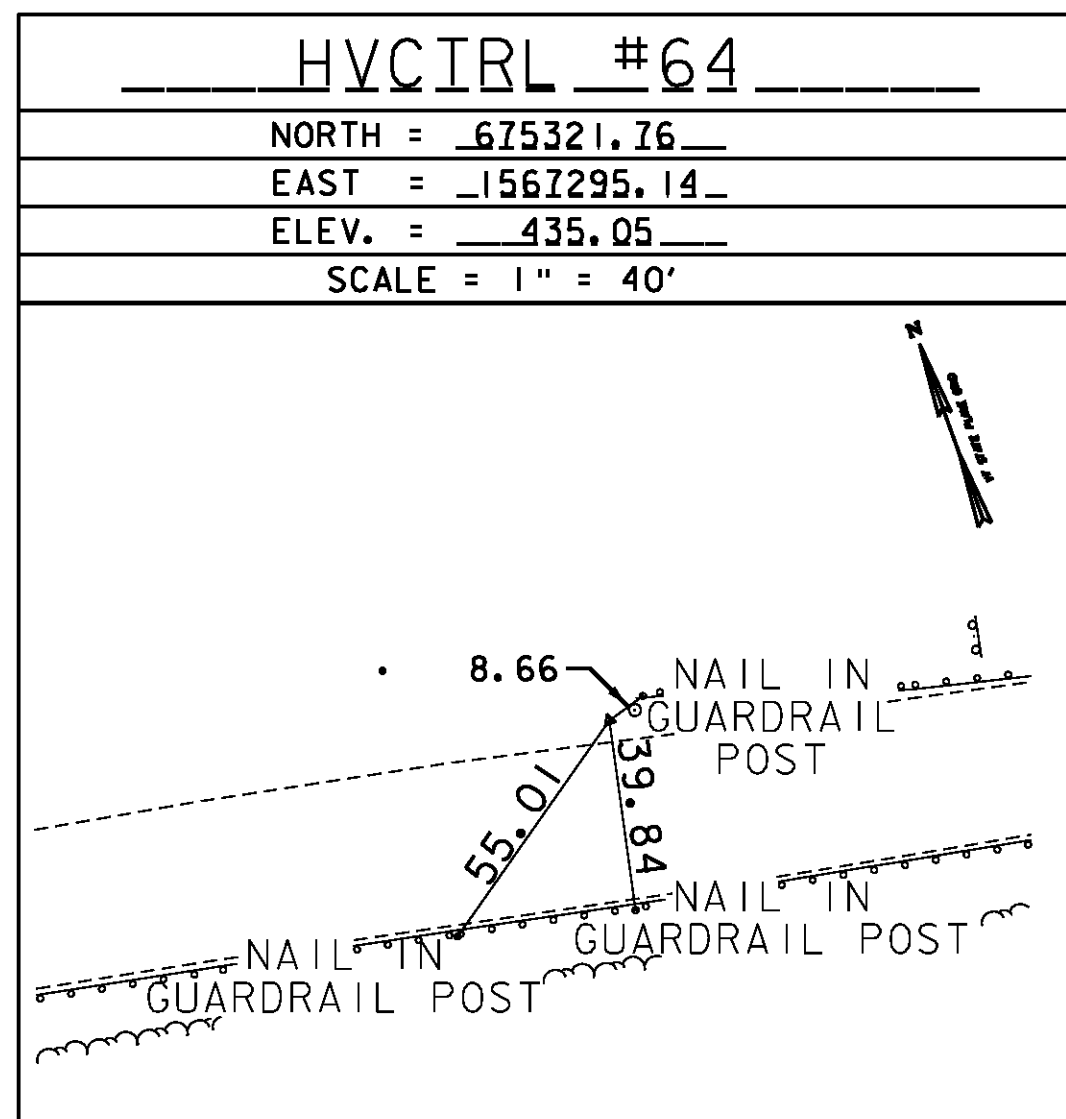 HVCTRL #64
NORTH = 675321.76
EAST = 1567295.14
ELEV. = 435.05
SCALE = 1" = 40'
N
8.66
NAIL IN
GUARDRAIL
POST
55.01
39.84
NAIL IN
GUARDRAIL POST
NAIL IN
GUARDRAIL POST